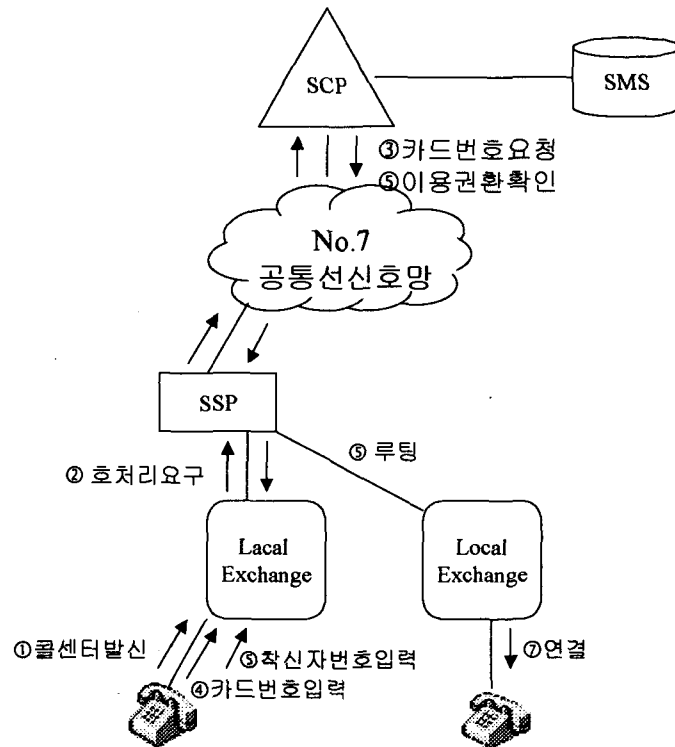 SCP
SMS
③카드번호요청
⑤이용권환확인
No.7
공통선신호망
SSP
⑤ 루팅
② 호처리요구
Lacal
Exchange
Local
Exchange
①콜센터발신
⑤착신자번호입력
④카드번호입력
⑦연결